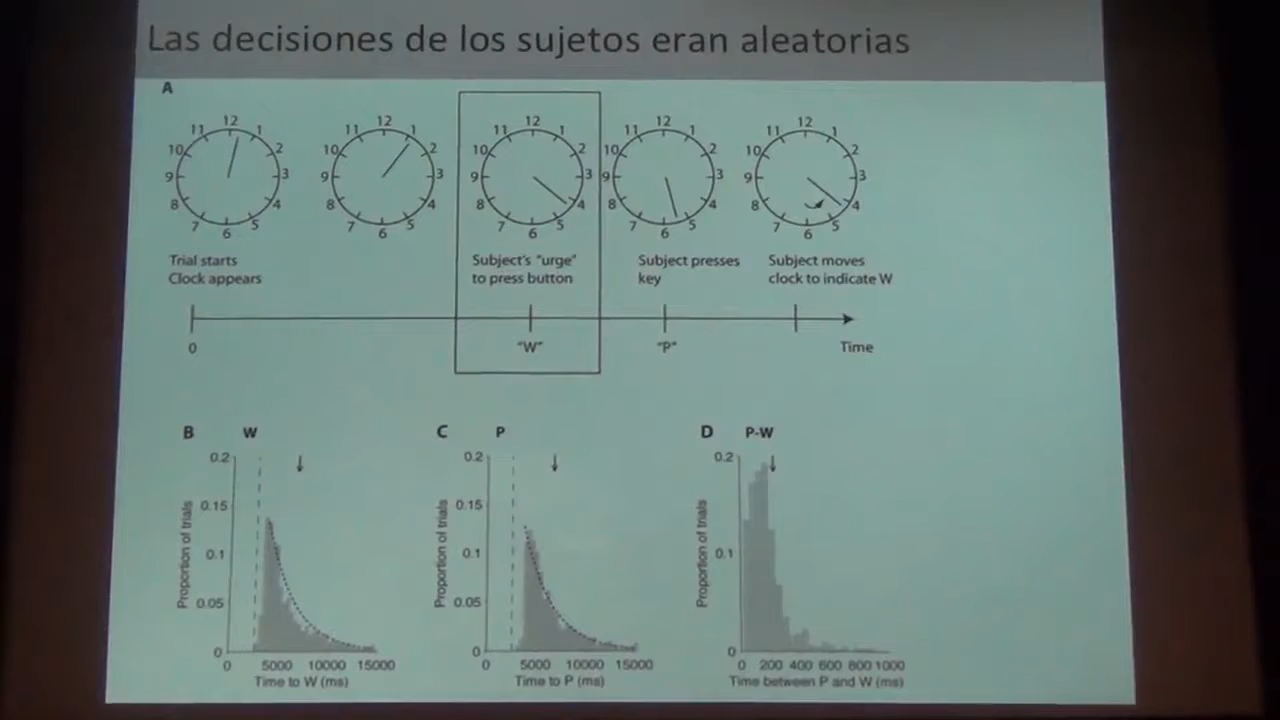 Las decisiones de los sujetos eran aleatorias
A
12 1 2 3 4 5 6 7 8 9 10 11
12 1 2 3 4 5 6 7 8 9 10 11
12 1 2 3 4 5 6 7 8 9 10 11
12 1 2 3 4 5 6 7 8 9 10 11
12 1 2 3 4 5 6 7 8 9 10 11
Trial starts
Clock appears
Subject's "urge"
to press button
Subject presses
key
Subject moves
clock to indicate W
0 "W" "P" Time
B W
Proportion of trials
0.2
0.15
0.1
0.05
0
0 5000 10000 15000
Time to W (ms)
C P
Proportion of trials
0.2
0.15
0.1
0.05
0
0 5000 10000 15000
Time to P (ms)
D P-W
Proportion of trials
0.2
0.1
0
0 200 400 600 800 1000
Time between P and W (ms)